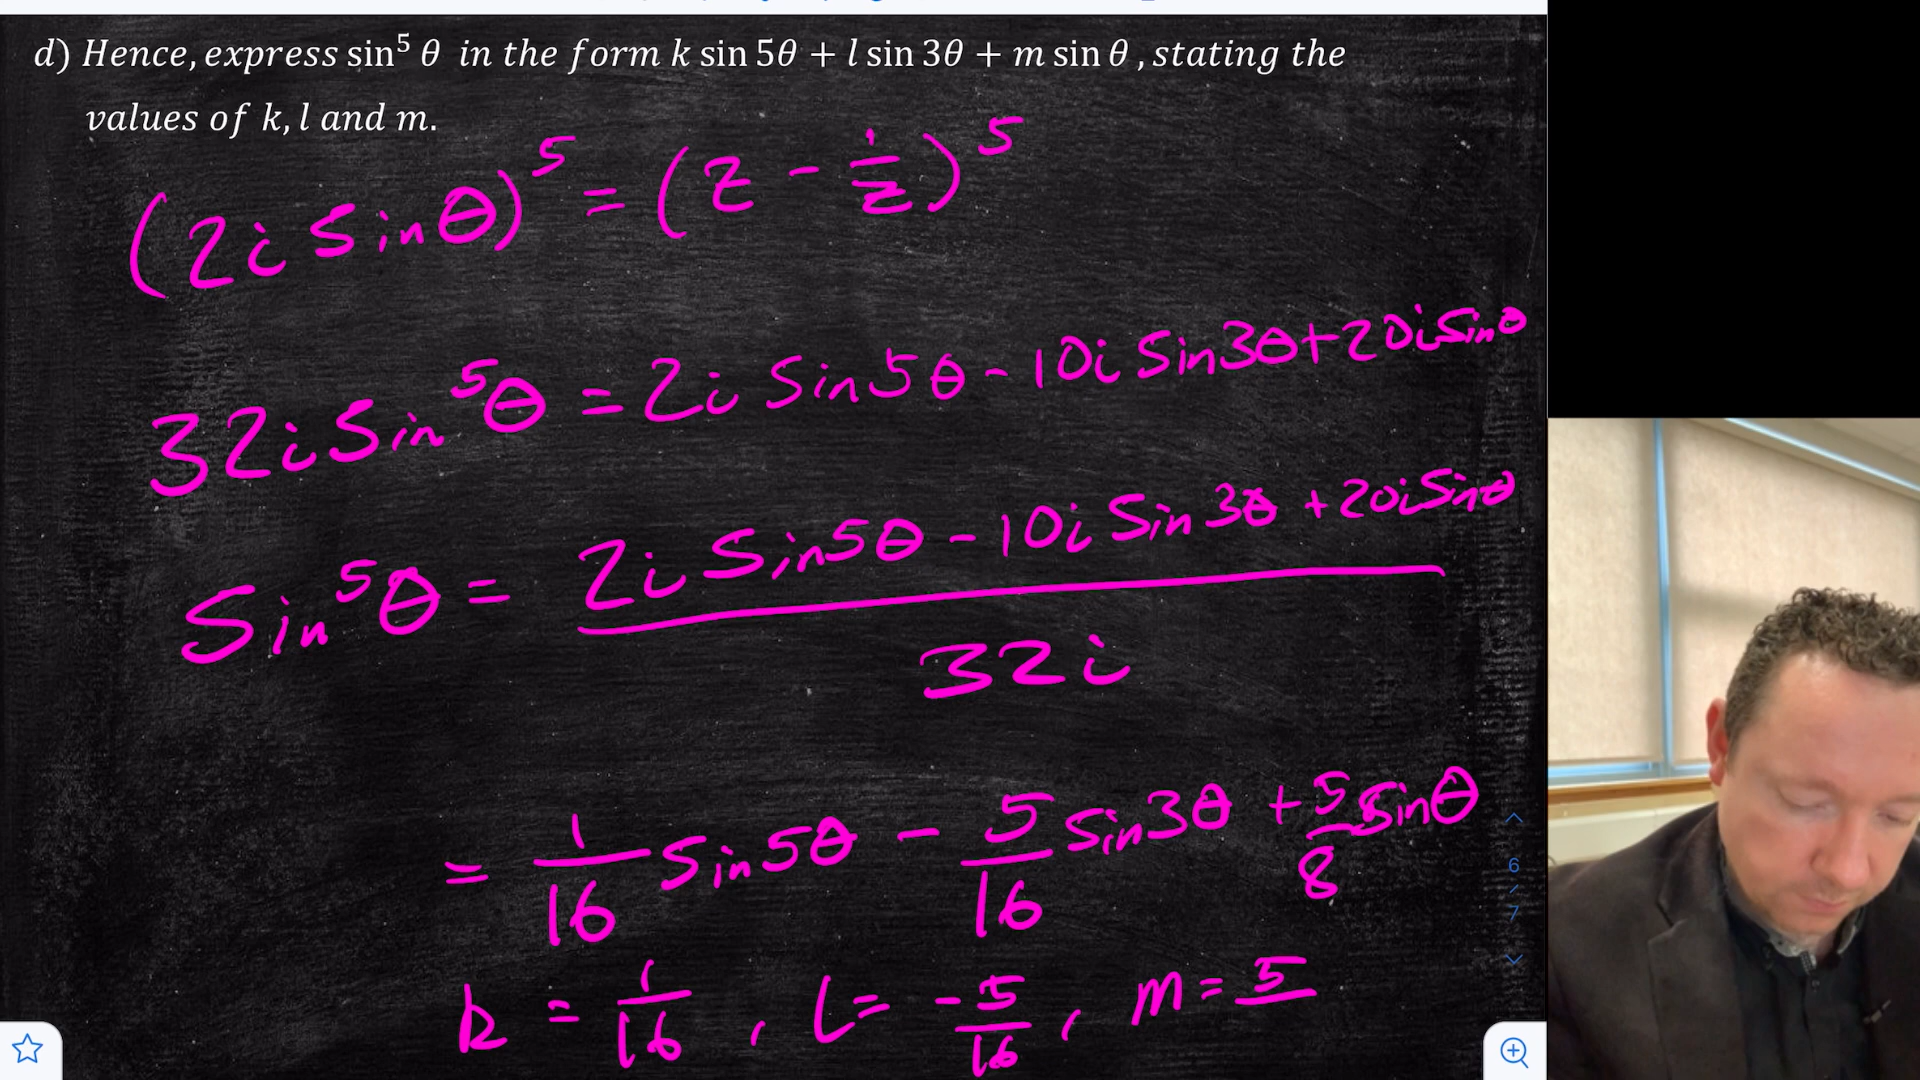 d) Hence, express sin⁵ θ in the form k sin 5θ + l sin 3θ + m sin θ, stating the
values of k, l and m.
(2i Sinθ)⁵ = (z - 1/z)⁵
32i Sin⁵θ = 2i Sin5θ - 10i Sin3θ + 20i Sinθ
Sin⁵θ = (2i Sin5θ - 10i Sin3θ + 20i Sinθ)/32i
= 1/16 Sin5θ - 5/16 Sin3θ + 5/8 Sinθ
6
/
7
k = 1/16, l = -5/16, m = 5/